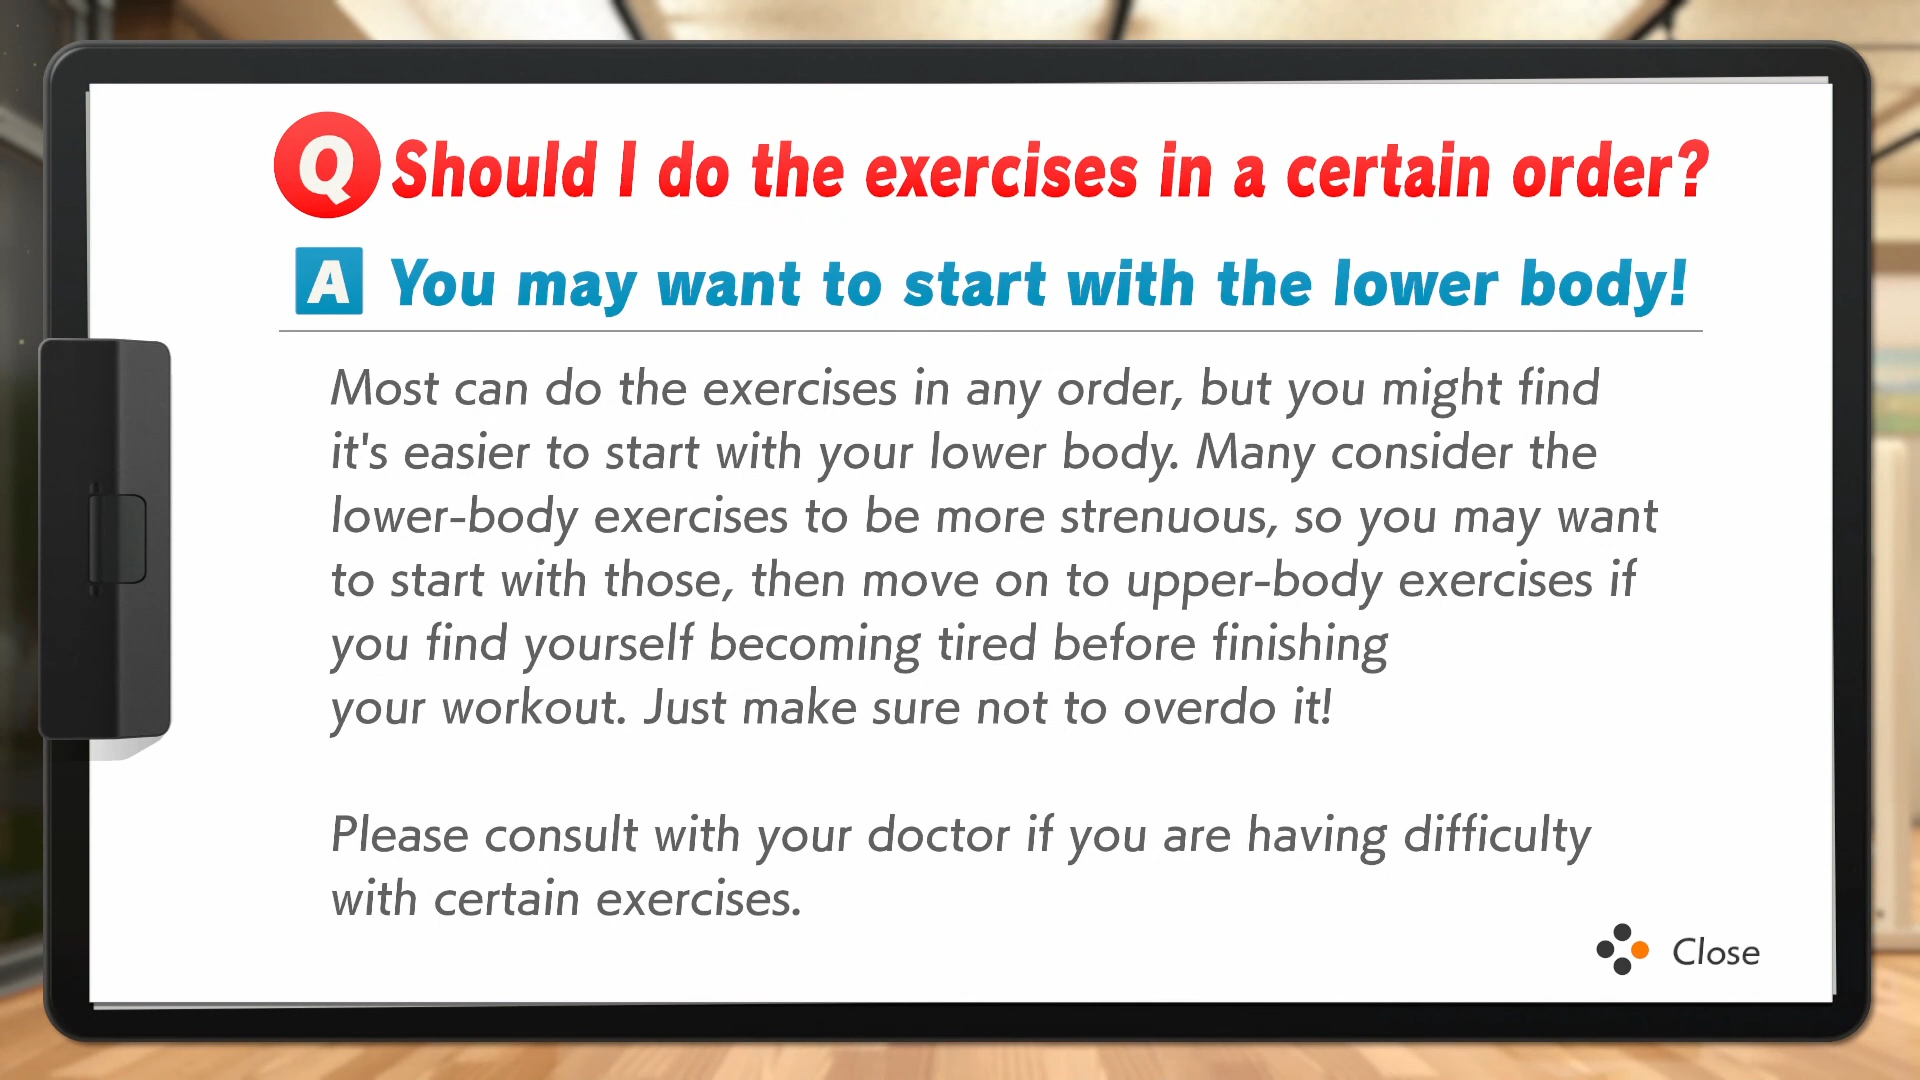 Q Should I do the exercises in a certain order?
A You may want to start with the lower body!
Most can do the exercises in any order, but you might find
it's easier to start with your lower body. Many consider the
lower-body exercises to be more strenuous, so you may want
to start with those, then move on to upper-body exercises if
you find yourself becoming tired before finishing
your workout. Just make sure not to overdo it!
Please consult with your doctor if you are having difficulty
with certain exercises.
Close